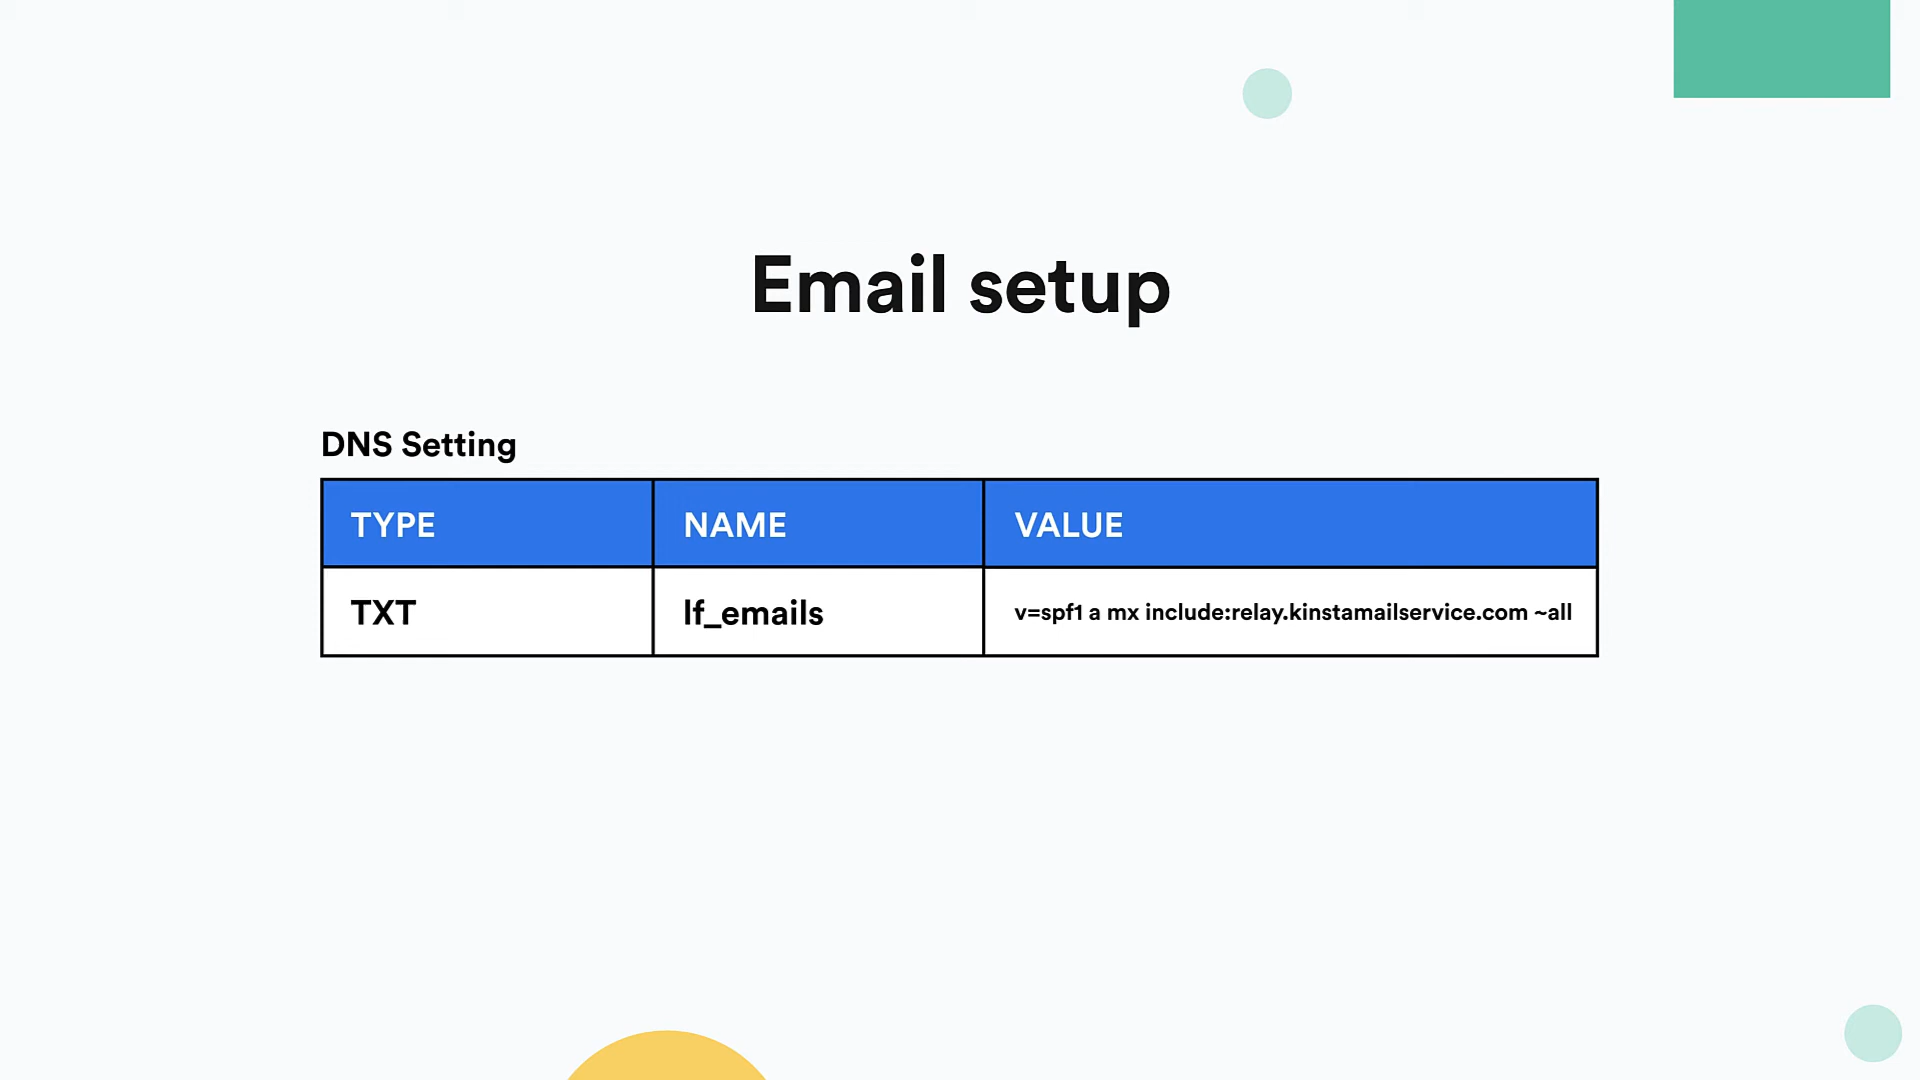 Email setup
DNS Setting
TYPE NAME VALUE
TXT lf_emails v=spf1 a mx include:relay.kinstamailservice.com ~all